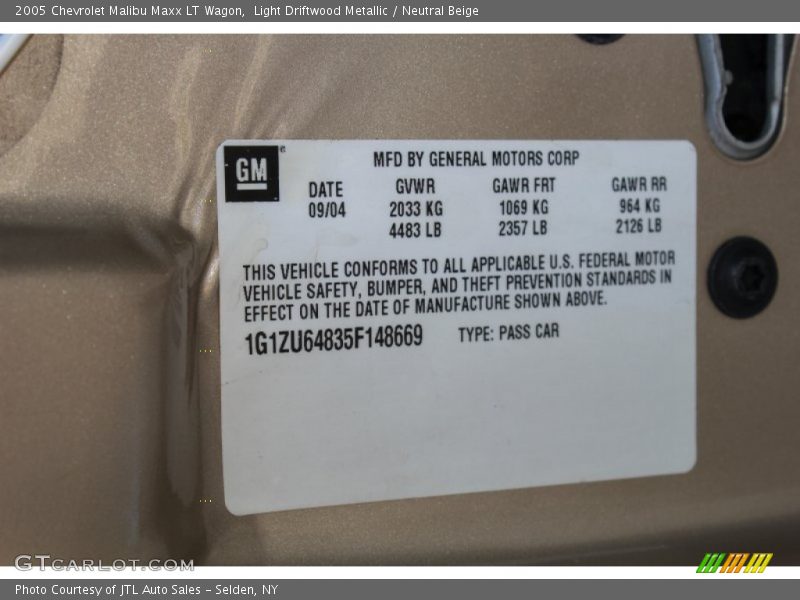 2005 Chevrolet Malibu Maxx LT Wagon,  Light Driftwood Metallic / Neutral Beige
GM
MFD BY GENERAL MOTORS CORP
DATE GVWR GAWR FRT GAWR RR
09/04 2033 KG 1069 KG 964 KG
4483 LB 2357 LB 2126 LB
THIS VEHICLE CONFORMS TO ALL APPLICABLE U.S. FEDERAL MOTOR
VEHICLE SAFETY, BUMPER, AND THEFT PREVENTION STANDARDS IN
EFFECT ON THE DATE OF MANUFACTURE SHOWN ABOVE.
1G1ZU64835F148669 TYPE: PASS CAR
GTCARLOT.COM
Photo Courtesy of JTL Auto Sales - Selden, NY